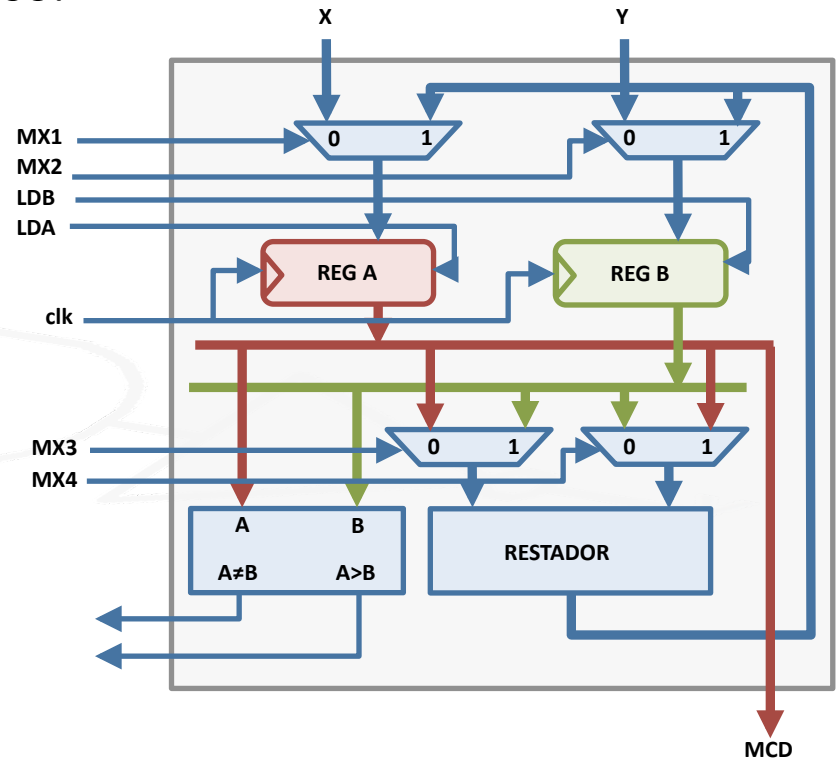 X Y
MX1 0 1 0 1
MX2
LDB
LDA
REG A REG B
clk
MX3 0 1 0 1
MX4
A B
RESTADOR
A≠B A>B
MCD